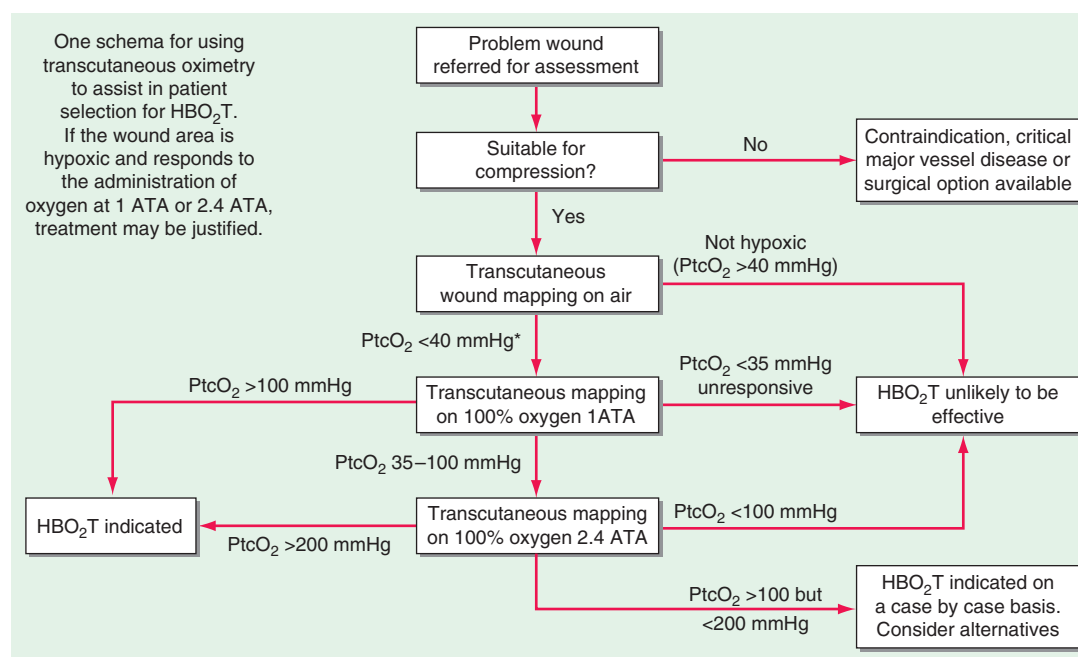 One schema for using
transcutaneous oximetry
to assist in patient
selection for HBO₂T.
If the wound area is
hypoxic and responds to
the administration of
oxygen at 1 ATA or 2.4 ATA,
treatment may be justified.
Problem wound
referred for assessment
Suitable for
compression?
No
Contraindication, critical
major vessel disease or
surgical option available
Yes
Transcutaneous
wound mapping on air
Not hypoxic
(PtcO₂ >40 mmHg)
PtcO₂ <40 mmHg*
Transcutaneous mapping
on 100% oxygen 1ATA
PtcO₂ >100 mmHg
PtcO₂ <35 mmHg
unresponsive
HBO₂T unlikely to be
effective
PtcO₂ 35–100 mmHg
Transcutaneous mapping
on 100% oxygen 2.4 ATA
HBO₂T indicated
PtcO₂ >200 mmHg
PtcO₂ <100 mmHg
PtcO₂ >100 but
<200 mmHg
HBO₂T indicated on
a case by case basis.
Consider alternatives